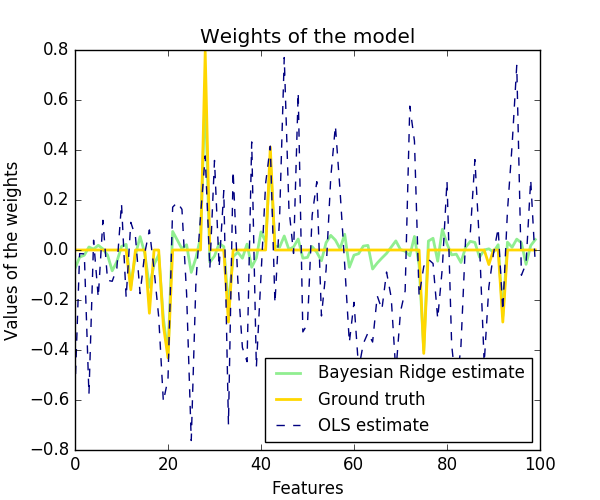 Weights of the model
Values of the weights
0.8
0.6
0.4
0.2
0.0
−0.2
−0.4
−0.6
−0.8
Bayesian Ridge estimate
Ground truth
OLS estimate
0 20 40 60 80 100
Features